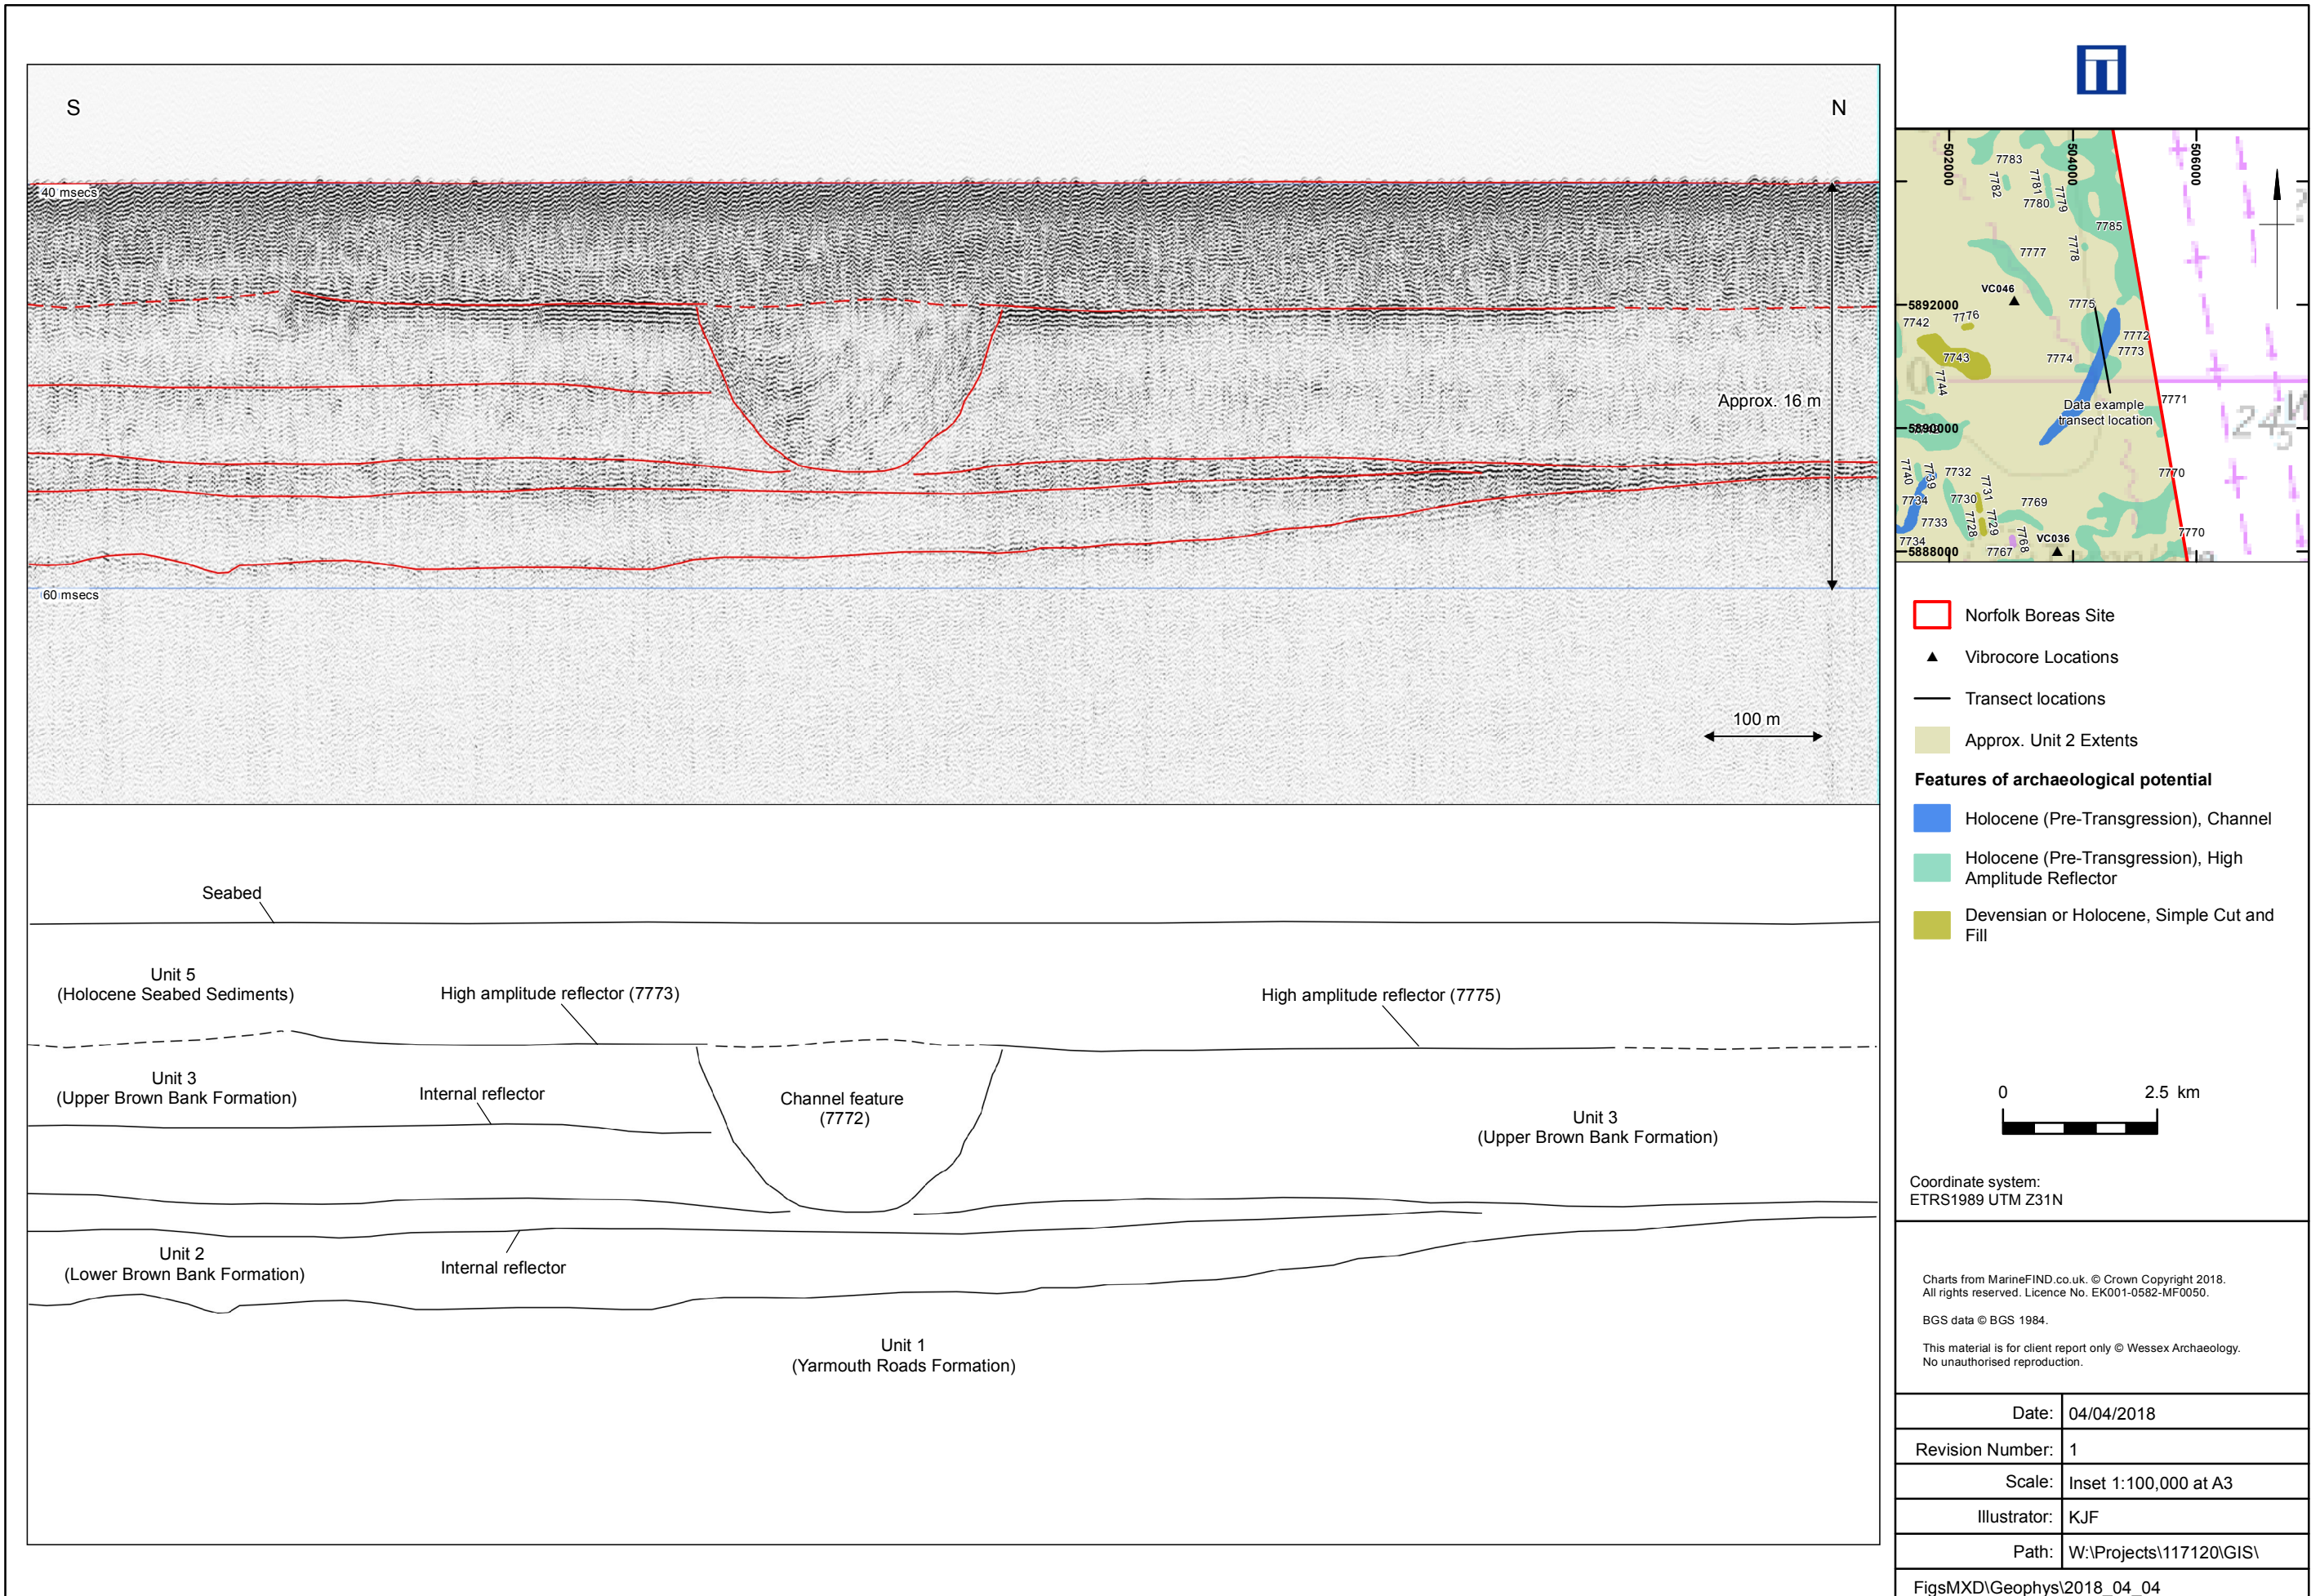 S
N
40 msecs
Approx. 16 m
60 msecs
100 m
Seabed
Unit 5
(Holocene Seabed Sediments)
High amplitude reflector (7773)
High amplitude reflector (7775)
Unit 3
(Upper Brown Bank Formation)
Internal reflector
Channel feature
(7772)
Unit 3
(Upper Brown Bank Formation)
Unit 2
(Lower Brown Bank Formation)
Internal reflector
Unit 1
(Yarmouth Roads Formation)
502000
504000
506000
7783
7782
7781
7780
7779
7785
7777
7778
VC046
5892000
7775
7742
7776
7772
7773
7743
7774
7744
Data example
transect location
7771
24
5890000
7740
7739
7732
7770
7734
7730
7731
7769
7733
7728
7729
7768
7734
7767
VC036
7770
5888000
Norfolk Boreas Site
Vibrocore Locations
Transect locations
Approx. Unit 2 Extents
Features of archaeological potential
Holocene (Pre-Transgression), Channel
Holocene (Pre-Transgression), High
Amplitude Reflector
Devensian or Holocene, Simple Cut and
Fill
0 2.5 km
Coordinate system:
ETRS1989 UTM Z31N
Charts from MarineFIND.co.uk. © Crown Copyright 2018.
All rights reserved. Licence No. EK001-0582-MF0050.
BGS data © BGS 1984.
This material is for client report only © Wessex Archaeology.
No unauthorised reproduction.
Date: 04/04/2018
Revision Number: 1
Scale: Inset 1:100,000 at A3
Illustrator: KJF
Path: W:\Projects\117120\GIS\
FigsMXD\Geophys\2018_04_04